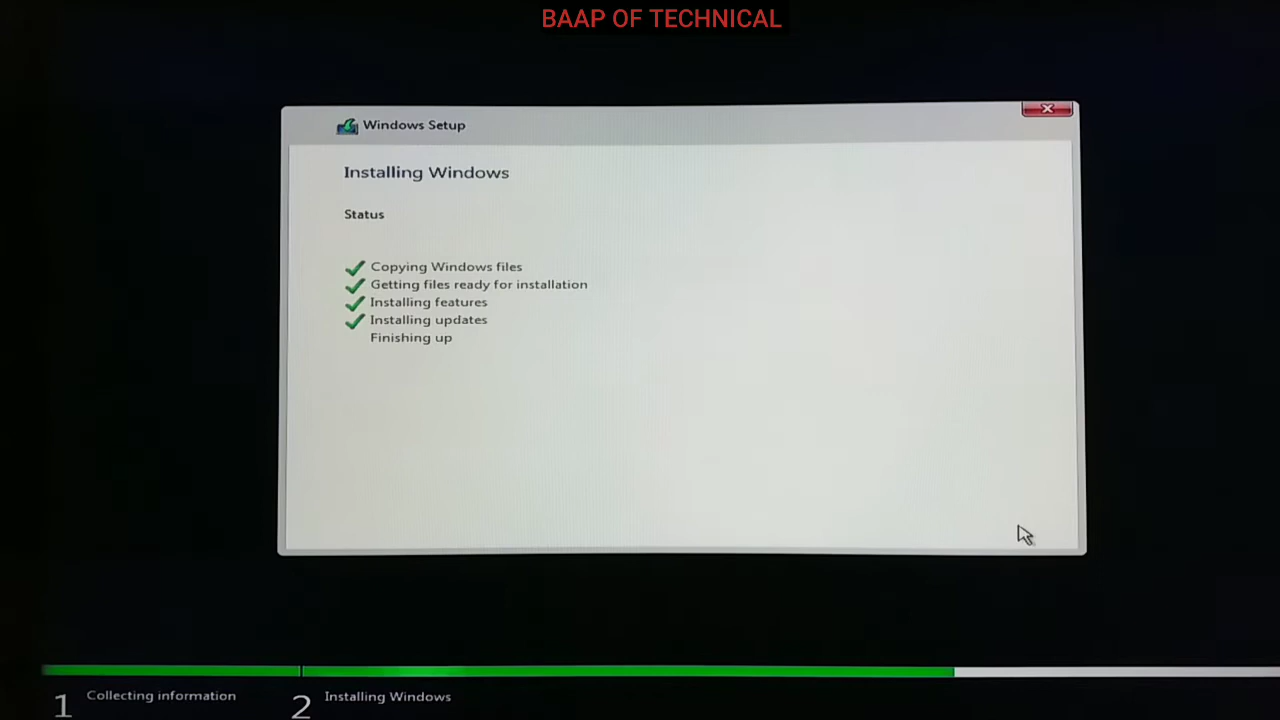 BAAP OF TECHNICAL
Windows Setup
Installing Windows
Status
Copying Windows files
Getting files ready for installation
Installing features
Installing updates
Finishing up
1 Collecting information
2 Installing Windows